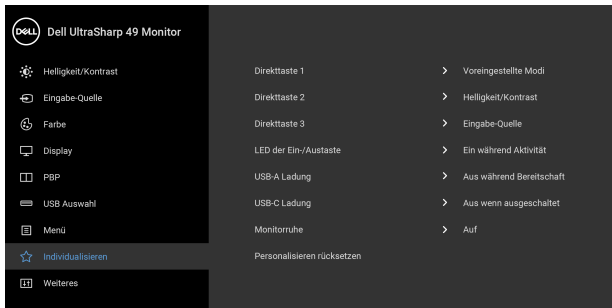 DELL Dell UltraSharp 49 Monitor
Helligkeit/Kontrast
Eingabe-Quelle
Farbe
Display
PBP
USB Auswahl
Menü
Individualisieren
Weiteres
Direkttaste 1 > Voreingestellte Modi
Direkttaste 2 > Helligkeit/Kontrast
Direkttaste 3 > Eingabe-Quelle
LED der Ein-/Austaste > Ein während Aktivität
USB-A Ladung > Aus während Bereitschaft
USB-C Ladung > Aus wenn ausgeschaltet
Monitorruhe > Auf
Personalisieren rücksetzen